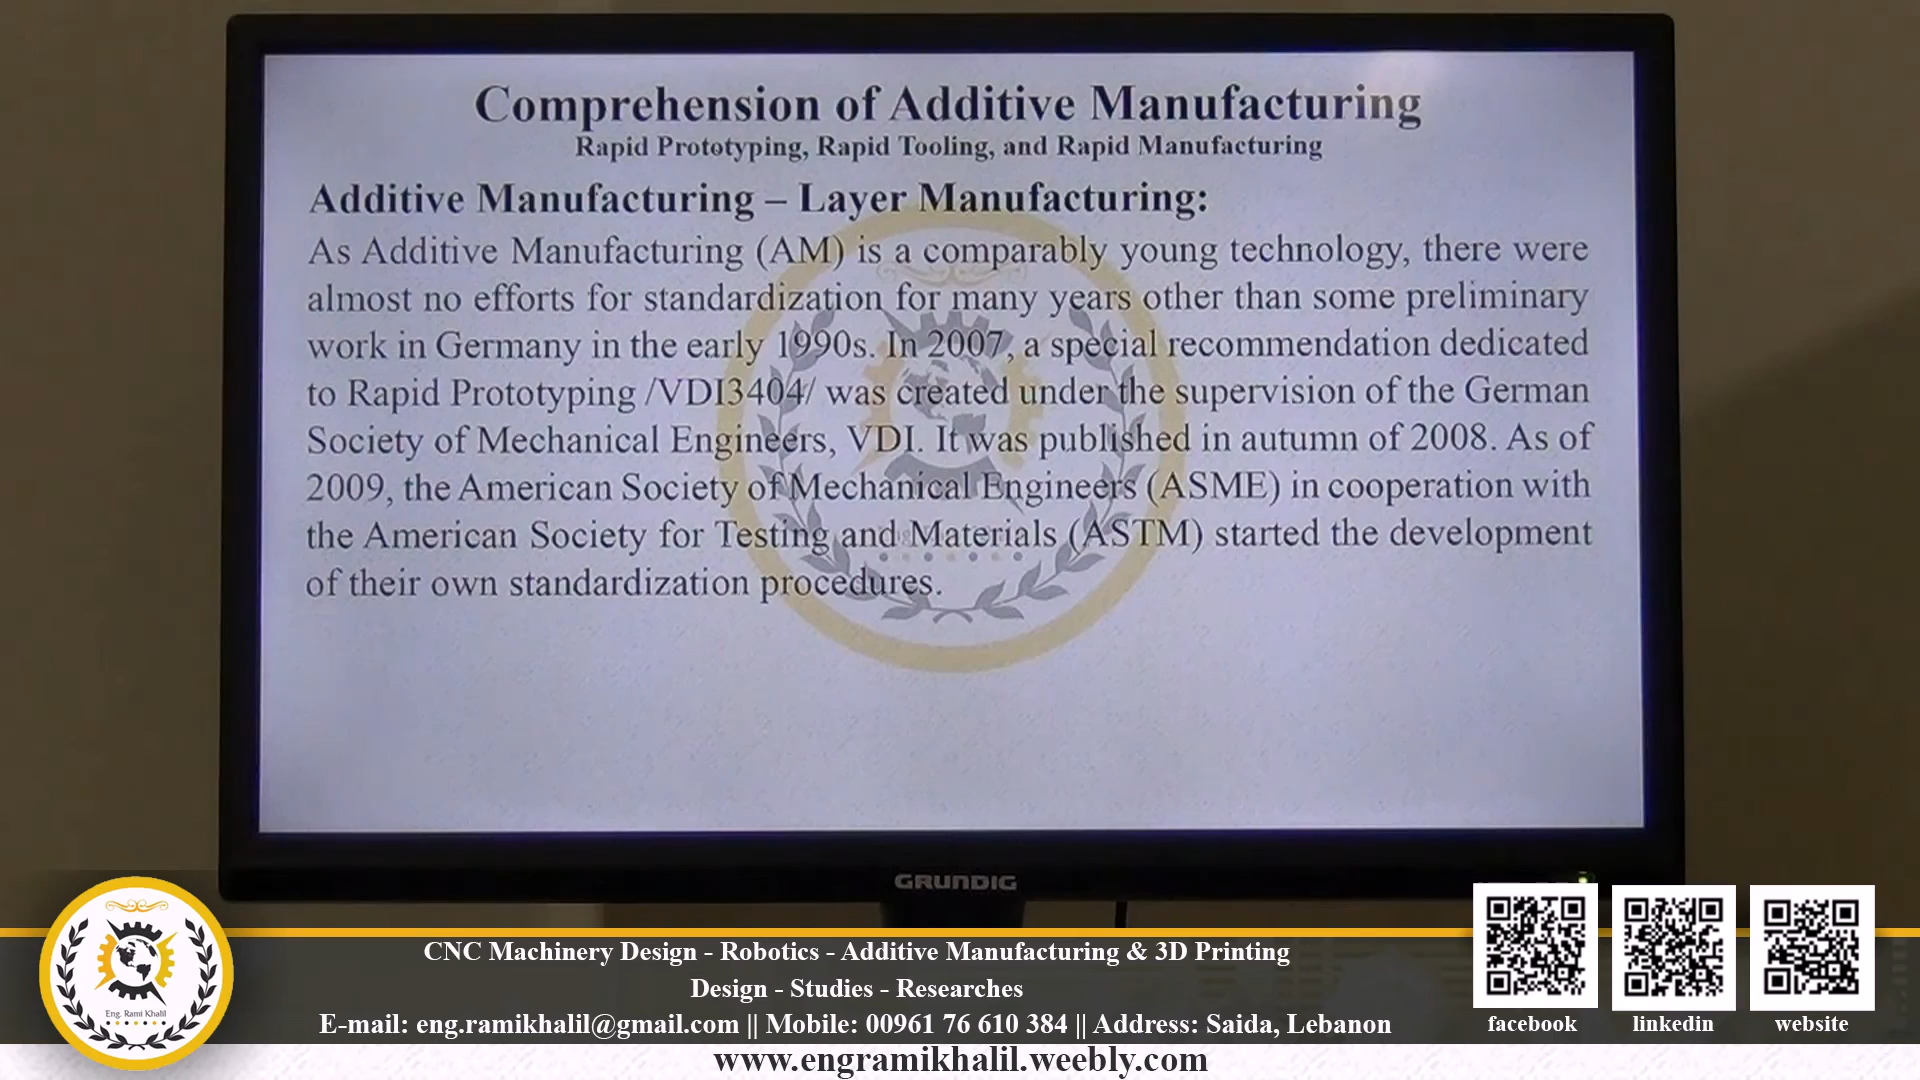 Comprehension of Additive Manufacturing
Rapid Prototyping, Rapid Tooling, and Rapid Manufacturing
Additive Manufacturing – Layer Manufacturing:
As Additive Manufacturing (AM) is a comparably young technology, there were
almost no efforts for standardization for many years other than some preliminary
work in Germany in the early 1990s. In 2007, a special recommendation dedicated
to Rapid Prototyping /VDI3404/ was created under the supervision of the German
Society of Mechanical Engineers, VDI. It was published in autumn of 2008. As of
2009, the American Society of Mechanical Engineers (ASME) in cooperation with
the American Society for Testing and Materials (ASTM) started the development
of their own standardization procedures.
GRUNDIG
Eng. Rami Khalil
CNC Machinery Design - Robotics - Additive Manufacturing & 3D Printing
Design - Studies - Researches
E-mail: eng.ramikhalil@gmail.com || Mobile: 00961 76 610 384 || Address: Saida, Lebanon
facebook
linkedin
website
www.engramikhalil.weebly.com